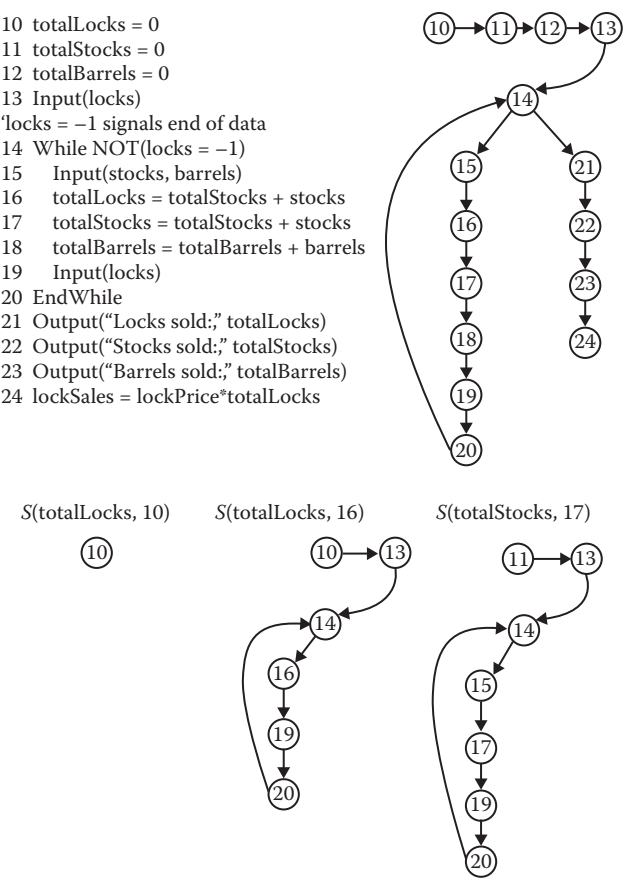 10 totalLocks = 0
11 totalStocks = 0
12 totalBarrels = 0
13 Input(locks)
‘locks = −1 signals end of data
14 While NOT(locks = −1)
15 Input(stocks, barrels)
16 totalLocks = totalStocks + stocks
17 totalStocks = totalStocks + stocks
18 totalBarrels = totalBarrels + barrels
19 Input(locks)
20 EndWhile
21 Output(“Locks sold:,” totalLocks)
22 Output(“Stocks sold:,” totalStocks)
23 Output(“Barrels sold:,” totalBarrels)
24 lockSales = lockPrice*totalLocks
10 11 12 13
14
15 21
16 22
17 23
18 24
19
20
S(totalLocks, 10) S(totalLocks, 16) S(totalStocks, 17)
10 10 13 11 13
14 14
16 15
19 17
20 19
20